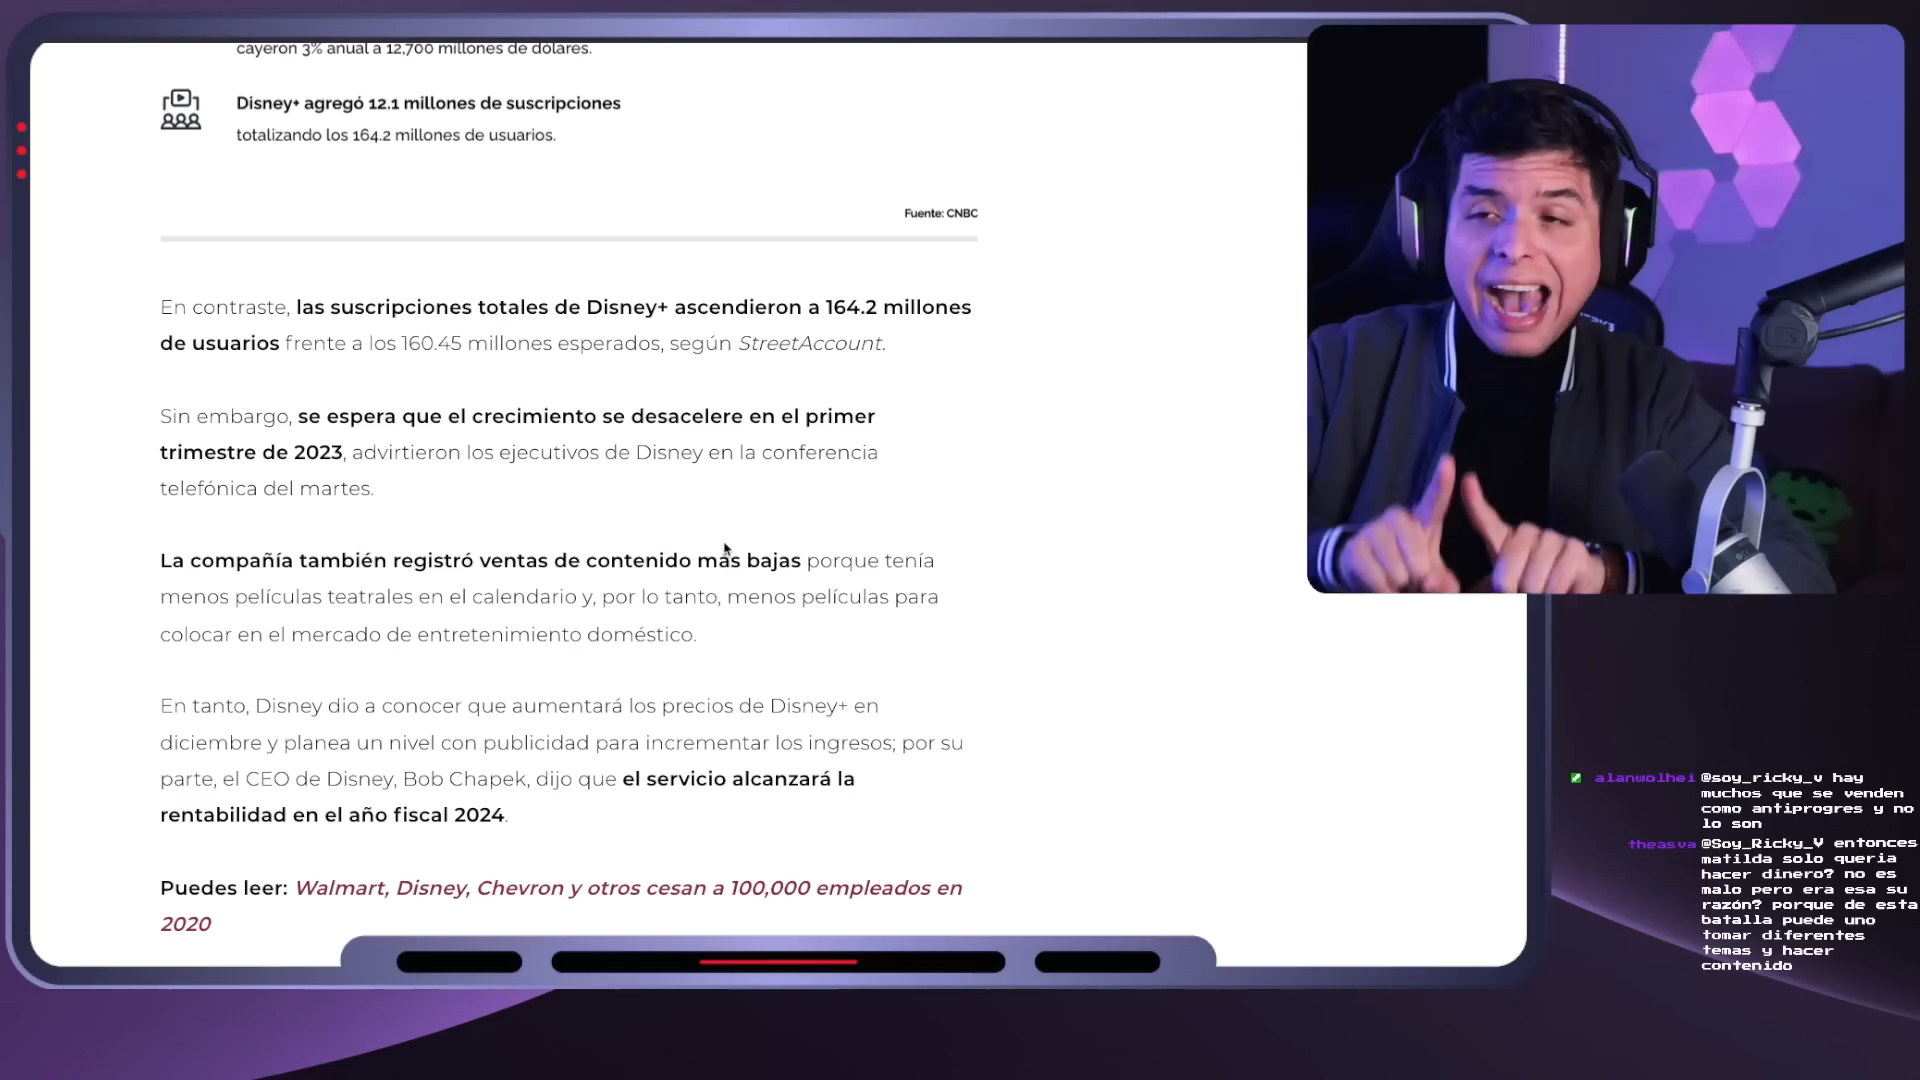 cayeron 3% anual a 12,700 millones de dólares.
Disney+ agregó 12.1 millones de suscripciones
totalizando los 164.2 millones de usuarios.
Fuente: CNBC
En contraste, las suscripciones totales de Disney+ ascendieron a 164.2 millones
de usuarios frente a los 160.45 millones esperados, según StreetAccount.
Sin embargo, se espera que el crecimiento se desacelere en el primer
trimestre de 2023, advirtieron los ejecutivos de Disney en la conferencia
telefónica del martes.
La compañía también registró ventas de contenido más bajas porque tenía
menos películas teatrales en el calendario y, por lo tanto, menos películas para
colocar en el mercado de entretenimiento doméstico.
En tanto, Disney dio a conocer que aumentará los precios de Disney+ en
diciembre y planea un nivel con publicidad para incrementar los ingresos; por su
parte, el CEO de Disney, Bob Chapek, dijo que el servicio alcanzará la
rentabilidad en el año fiscal 2024.
Puedes leer: Walmart, Disney, Chevron y otros cesan a 100,000 empleados en
2020
alanwolhei @soy_ricky_v hay
muchos que se venden
como antiprogres y no
lo son
theasva @Soy_Ricky_V entonces
matilda solo queria
hacer dinero? no es
malo pero era esa su
razón? porque de esta
batalla puede uno
tomar diferentes
temas y hacer
contenido